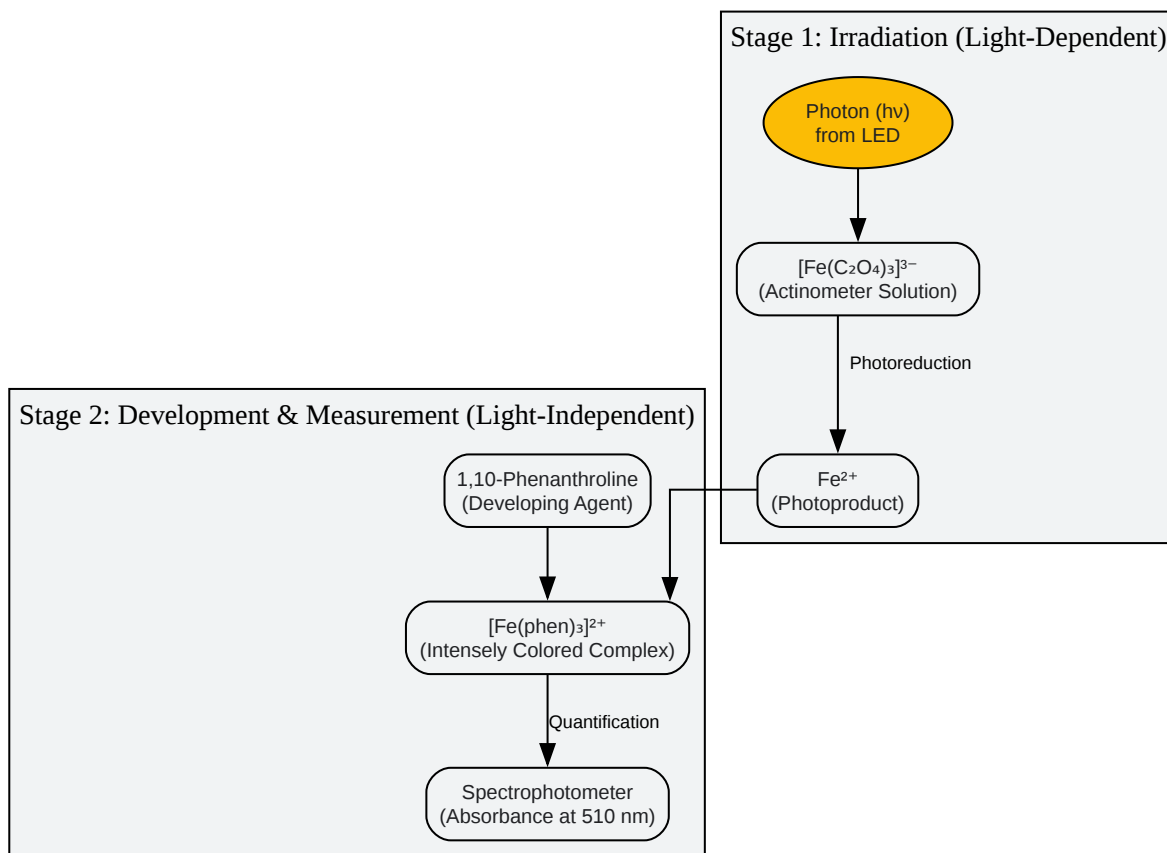 Stage 1: Irradiation (Light-Dependent)
Photon (hν)
from LED
[Fe(C₂O₄)₃]³⁻
(Actinometer Solution)
Photoreduction
Fe²⁺
(Photoproduct)
Stage 2: Development & Measurement (Light-Independent)
1,10-Phenanthroline
(Developing Agent)
[Fe(phen)₃]²⁺
(Intensely Colored Complex)
Quantification
Spectrophotometer
(Absorbance at 510 nm)